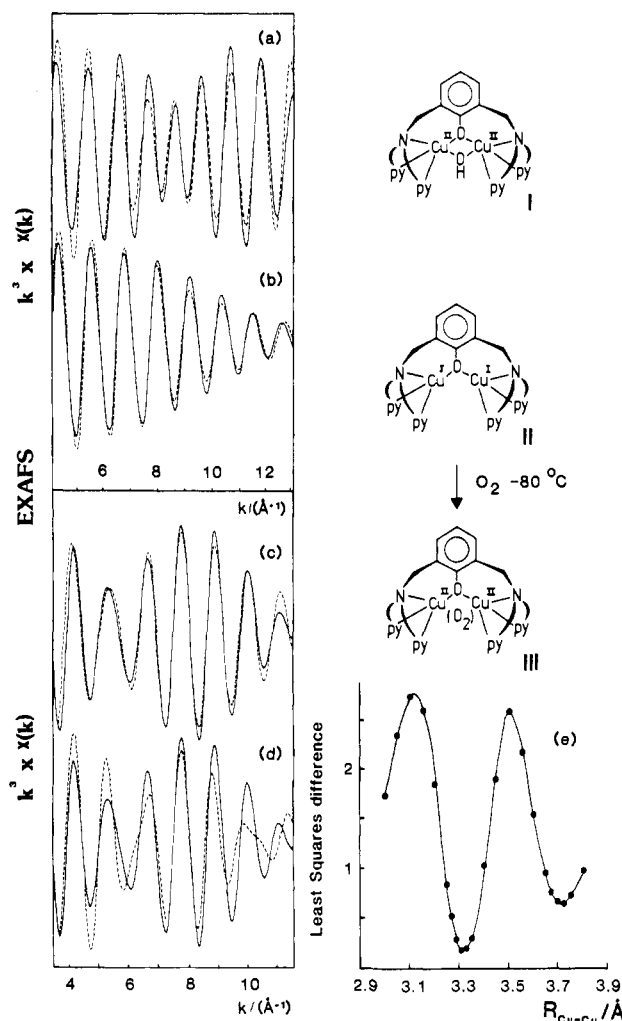 (a)
(b)
k³ x χ(k)
6 8 10 12
k/(Å⁻¹)
EXAFS
(c)
(d)
k³ x χ(k)
4 6 8 10
k/(Å⁻¹)
O
N Cu II Cu II N
O
H
py py py py
I
N Cu I O Cu I N
py py py py
II
O₂ -80 °C
O
N Cu II Cu II N
(O₂)
py py py py
III
(e)
Least Squares difference
2
1
2.9 3.1 3.3 3.5 3.7 3.9
R Cu-Cu /Å